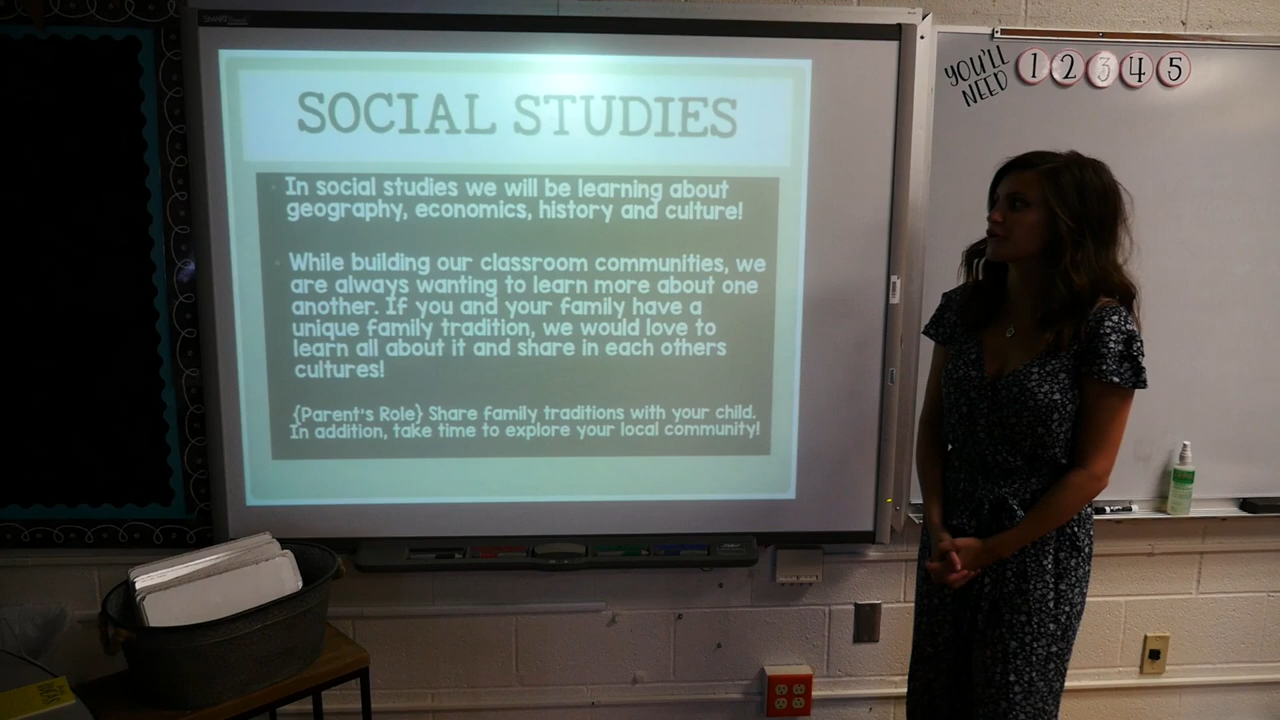 SMART Board
YOU'LL
NEED
1 2 3 4 5
SOCIAL STUDIES
In social studies we will be learning about
geography, economics, history and culture!
While building our classroom communities, we
are always wanting to learn more about one
another. If you and your family have a
unique family tradition, we would love to
learn all about it and share in each others
cultures!
{Parent's Role} Share family traditions with your child.
In addition, take time to explore your local community!